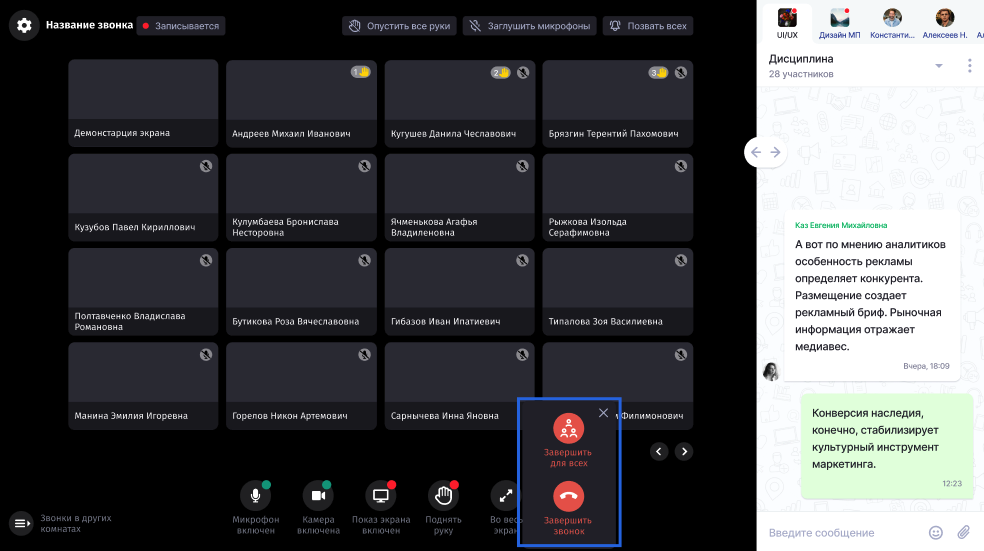 Название звонка
Записывается
Опустить все руки
Заглушить микрофоны
Позвать всех
Демонстарция экрана
1
Андреев Михаил Иванович
2
Кугушев Данила Чеславович
3
Брязгин Терентий Пахомович
Кузубов Павел Кириллович
Кулумбаева Бронислава
Несторовна
Ячменькова Агафья
Владиленовна
Рыжкова Изольда
Серафимовна
Полтавченко Владислава
Романовна
Бутикова Роза Вячеславовна
Гибазов Иван Ипатиевич
Типалова Зоя Василиевна
Манина Эмилия Игоревна
Горелов Никон Артемович
Сарнычева Инна Яновна
Филимонович
Завершить
для всех
Завершить
звонок
Звонки в других
комнатах
Микрофон
включен
Камера
включена
Показ экрана
включен
Поднять
руку
Во весь
экран
UI/UX
Дизайн МП
Константи...
Алексеев Н.
Дисциплина
28 участников
Каз Евгения Михайловна
А вот по мнению аналитиков
особенность рекламы
определяет конкурента.
Размещение создает
рекламный бриф. Рыночная
информация отражает
медиавес.
Вчера, 18:09
Конверсия наследия,
конечно, стабилизирует
культурный инструмент
маркетинга.
12:23
Введите сообщение